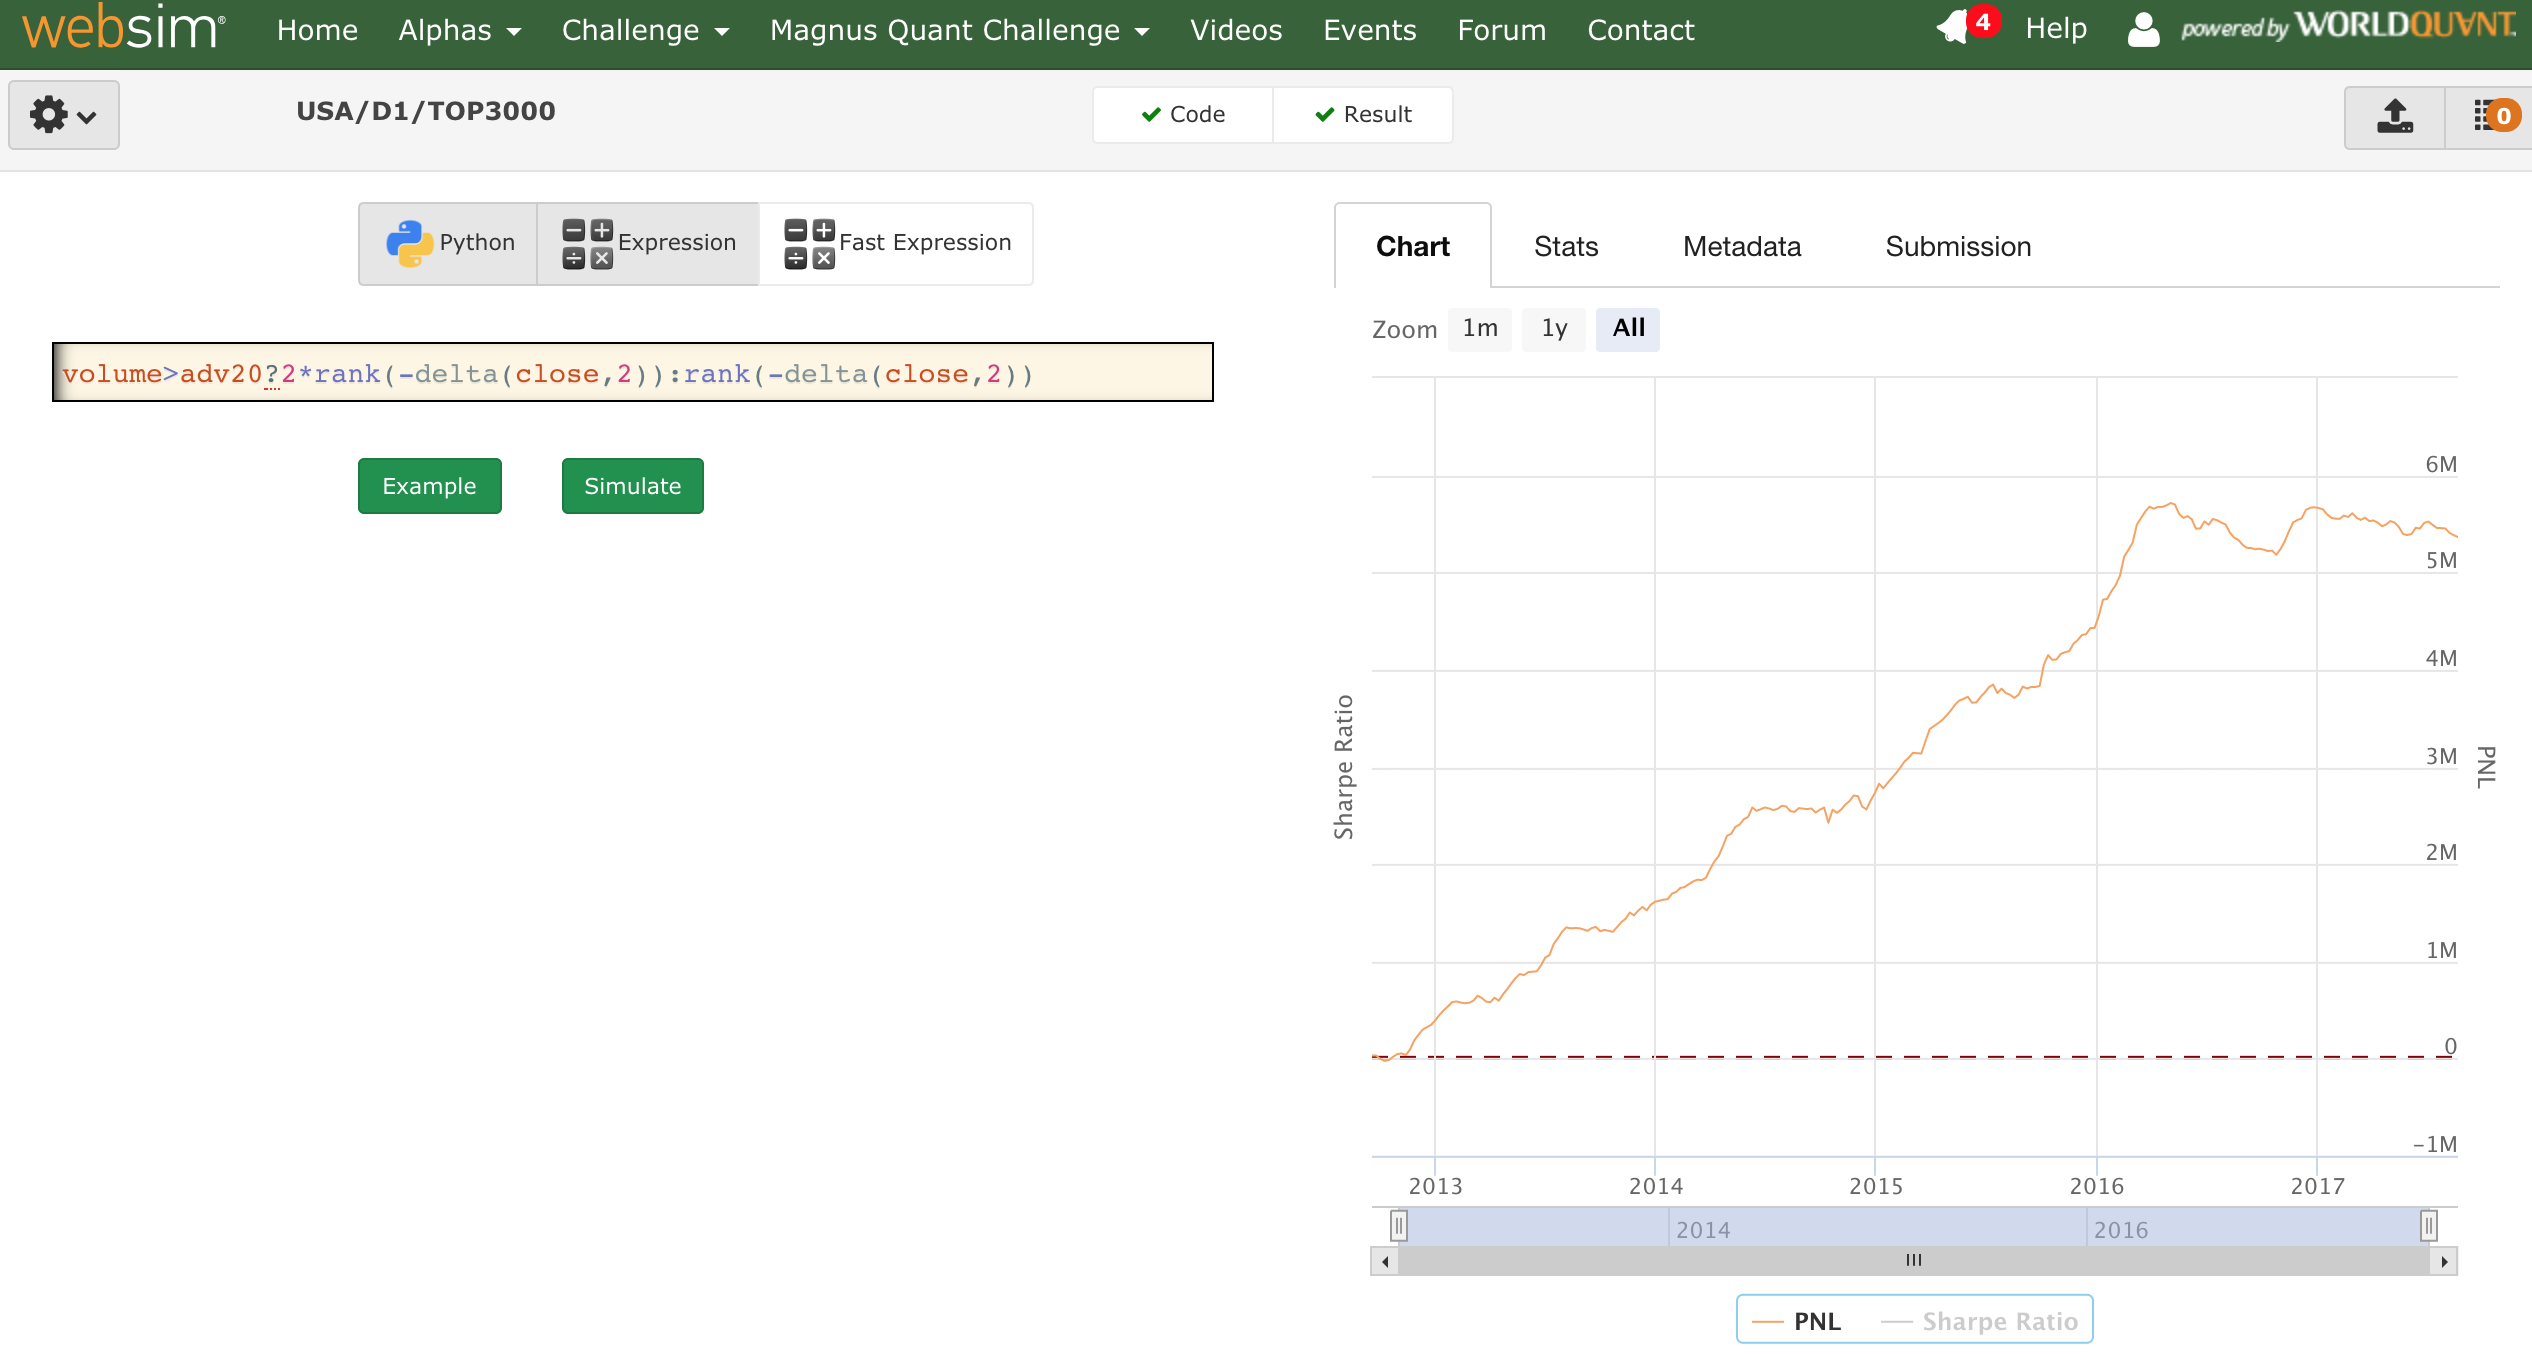 websim® Home Alphas Challenge Magnus Quant Challenge Videos Events Forum Contact 4 Help powered by WORLDQUANT
USA/D1/TOP3000 Code Result 0
Python Expression Fast Expression
volume>adv20?2*rank(-delta(close,2)):rank(-delta(close,2))
Example Simulate
Chart Stats Metadata Submission
Zoom 1m 1y All
6M
5M
4M
3M
2M
1M
0
-1M
Sharpe Ratio
PNL
2013 2014 2015 2016 2017
2014 2016
PNL Sharpe Ratio